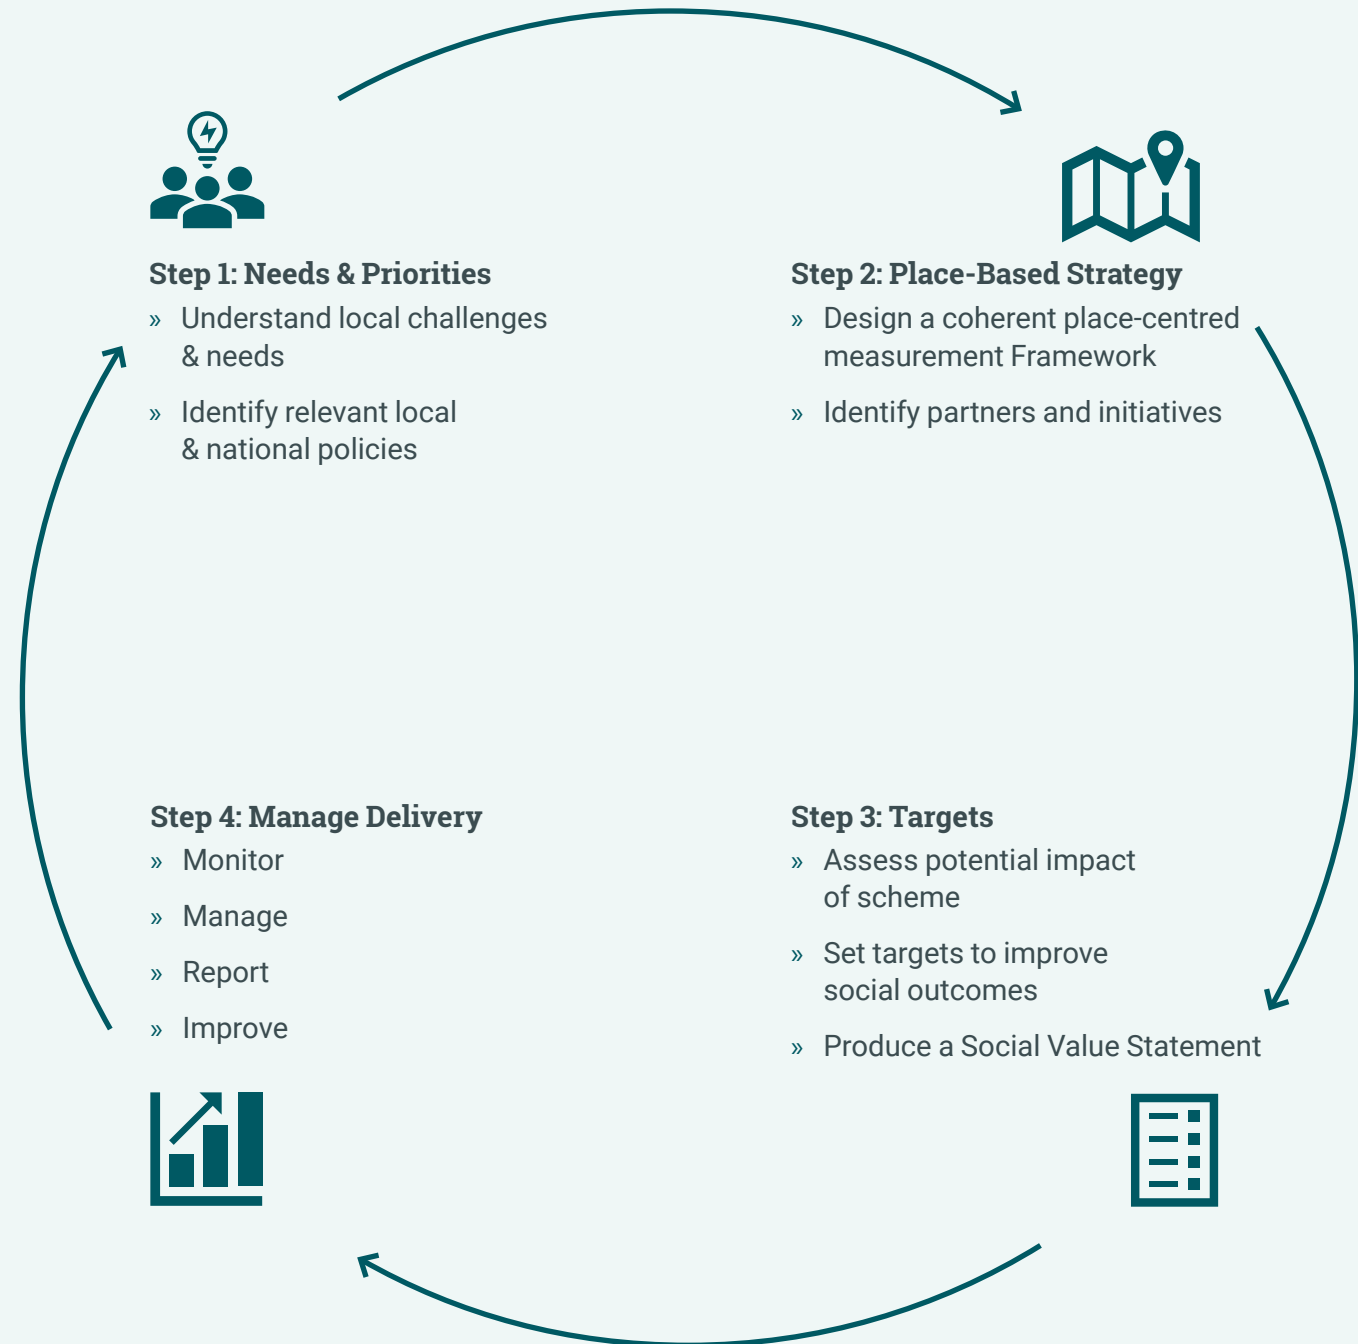 Step 1: Needs & Priorities
» Understand local challenges
& needs
» Identify relevant local
& national policies
Step 2: Place-Based Strategy
» Design a coherent place-centred
measurement Framework
» Identify partners and initiatives
Step 3: Targets
» Assess potential impact
of scheme
» Set targets to improve
social outcomes
» Produce a Social Value Statement
Step 4: Manage Delivery
» Monitor
» Manage
» Report
» Improve